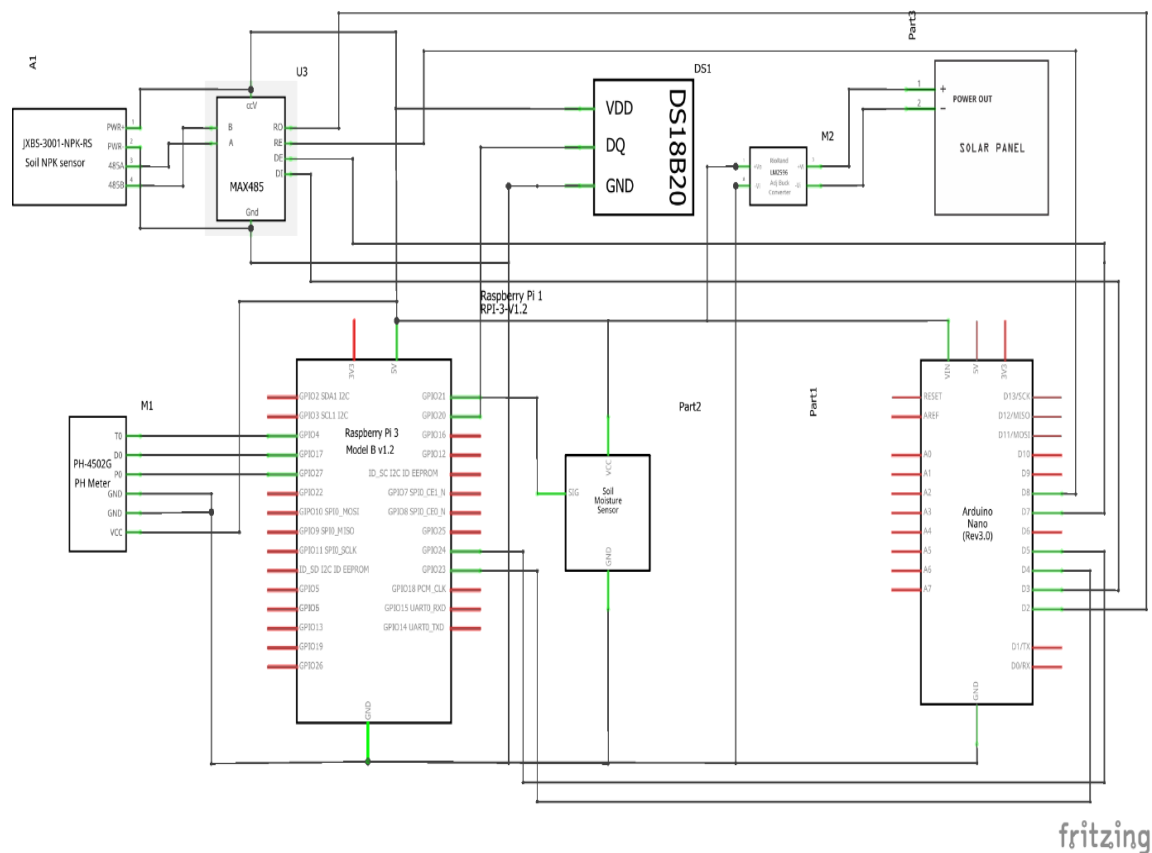 A1
JXBS-3001-NPK-RS
Soil NPK sensor
PWR+
PWR-
485A
485B
1
2
3
4
U3
ccV
B
A
RO
RE
DE
DI
MAX485
Gnd
DS1
VDD
DQ
GND
DS18B20
M2
LM2596
Adj Buck
Converter
Part3
1
2
+
-
POWER OUT
SOLAR PANEL
Raspberry Pi 1
RPI-3-V1.2
3V3
5V
GPIO2 SDA1 I2C
GPIO3 SCL1 I2C
GPIO4
GPIO17
GPIO27
GPIO22
GIPO10 SPI0_MOSI
GPIO9 SPI0_MISO
GPIO11 SPI0_SCLK
ID_SD I2C ID EEPROM
GPIO5
GPIO6
GPIO13
GPIO19
GPIO26
Raspberry Pi 3
Model B v1.2
GPIO21
GPIO20
GPIO16
GPIO12
ID_SC I2C ID EEPROM
GPIO7 SPI0_CE1_N
GPIO8 SPI0_CE0_N
GPIO25
GPIO24
GPIO23
GPIO18 PCM_CLK
GPIO15 UART0_RXD
GPIO14 UART0_TXD
GND
M1
PH-4502G
PH Meter
T0
D0
P0
GND
GND
VCC
Part2
VCC
SIG
Soil
Moisture
Sensor
GND
Part1
VIN
5V
3V3
RESET
AREF
A0
A1
A2
A3
A4
A5
A6
A7
Arduino
Nano
(Rev3.0)
D13/SCK
D12/MISO
D11/MOSI
D10
D9
D8
D7
D6
D5
D4
D3
D2
D1/TX
D0/RX
GND
fritzing